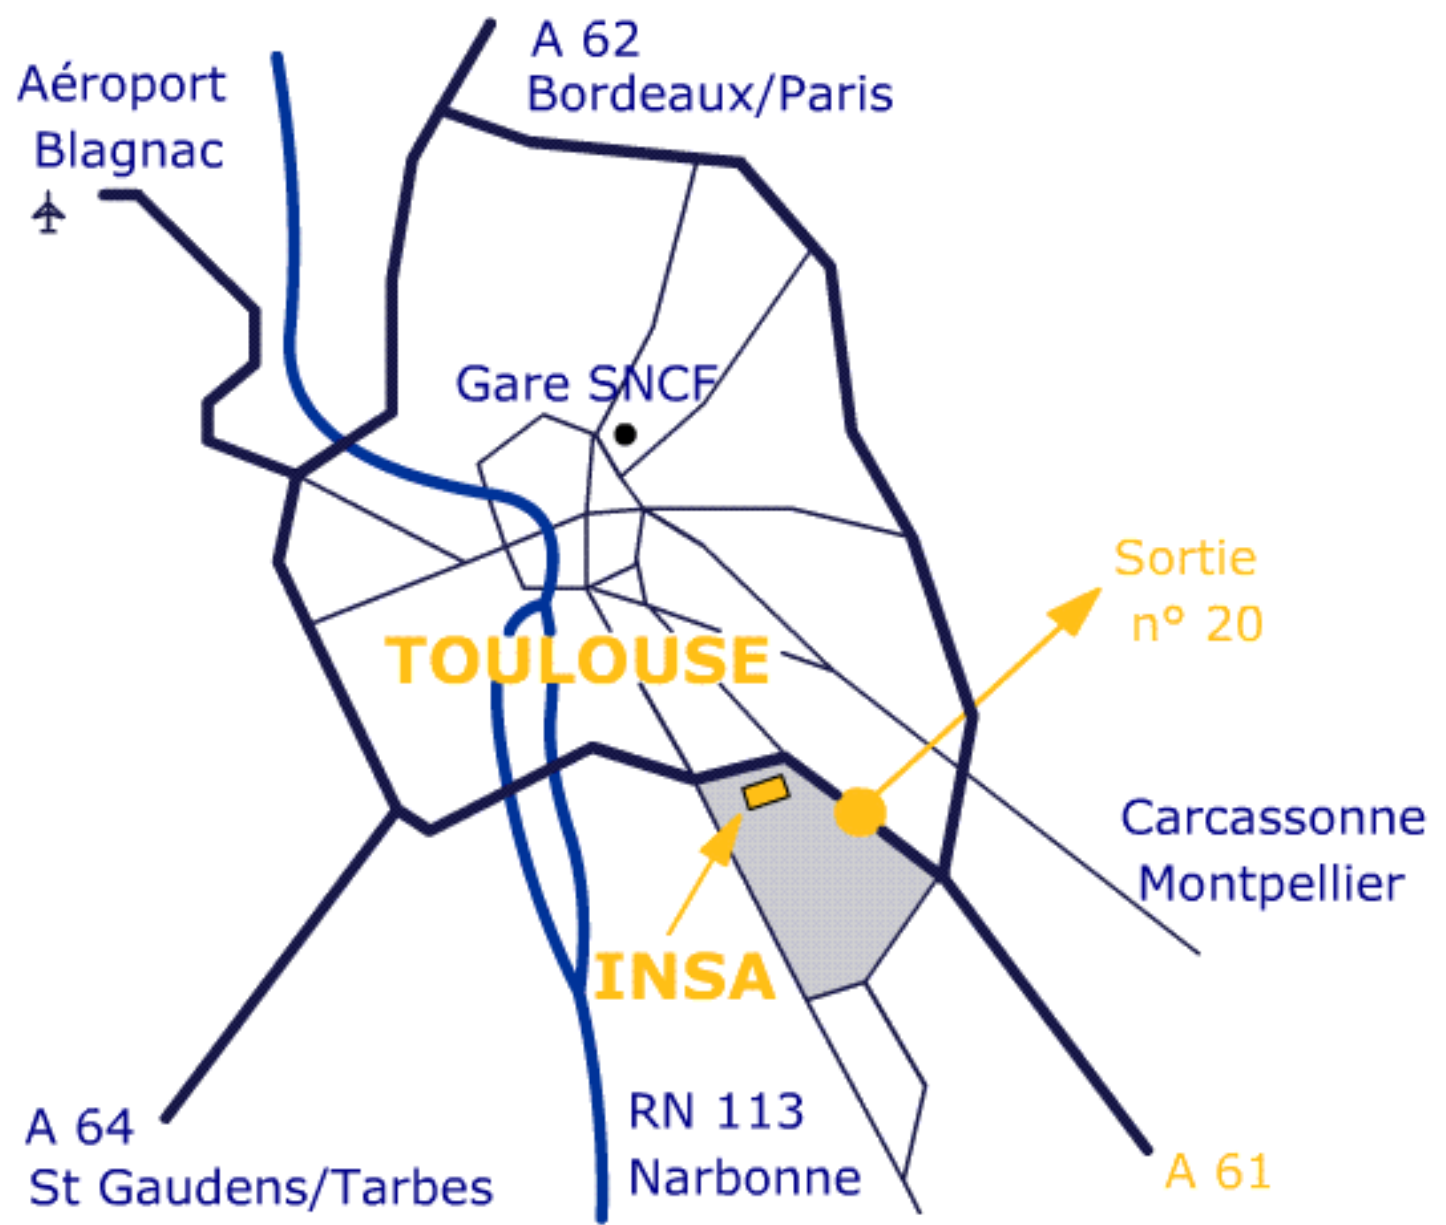 A 62
Bordeaux/Paris
Aéroport
Blagnac
Gare SNCF
Sortie
n° 20
TOULOUSE
Carcassonne
Montpellier
INSA
RN 113
Narbonne
A 64
St Gaudens/Tarbes
A 61